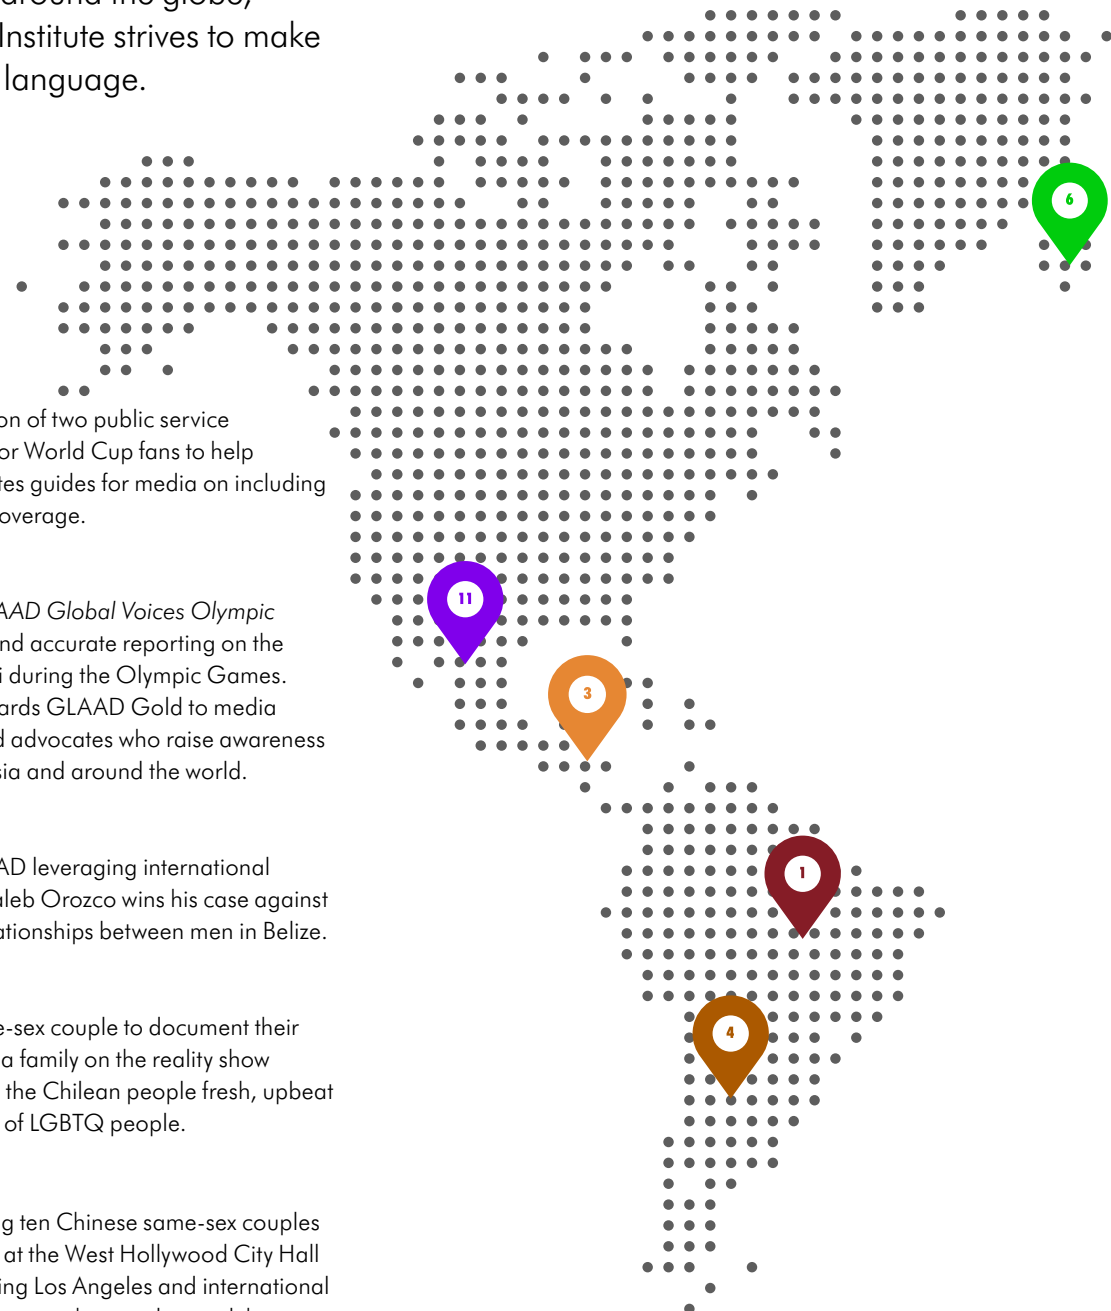 around the globe,
Institute strives to make
language.
6
on of two public service
or World Cup fans to help
tes guides for media on including
overage.
11
AAD Global Voices Olympic
nd accurate reporting on the
i during the Olympic Games.
ards GLAAD Gold to media
d advocates who raise awareness
sia and around the world.
3
AD leveraging international
aleb Orozco wins his case against
ationships between men in Belize.
1
e-sex couple to document their
a family on the reality show
the Chilean people fresh, upbeat
of LGBTQ people.
4
g ten Chinese same-sex couples
at the West Hollywood City Hall
ing Los Angeles and international